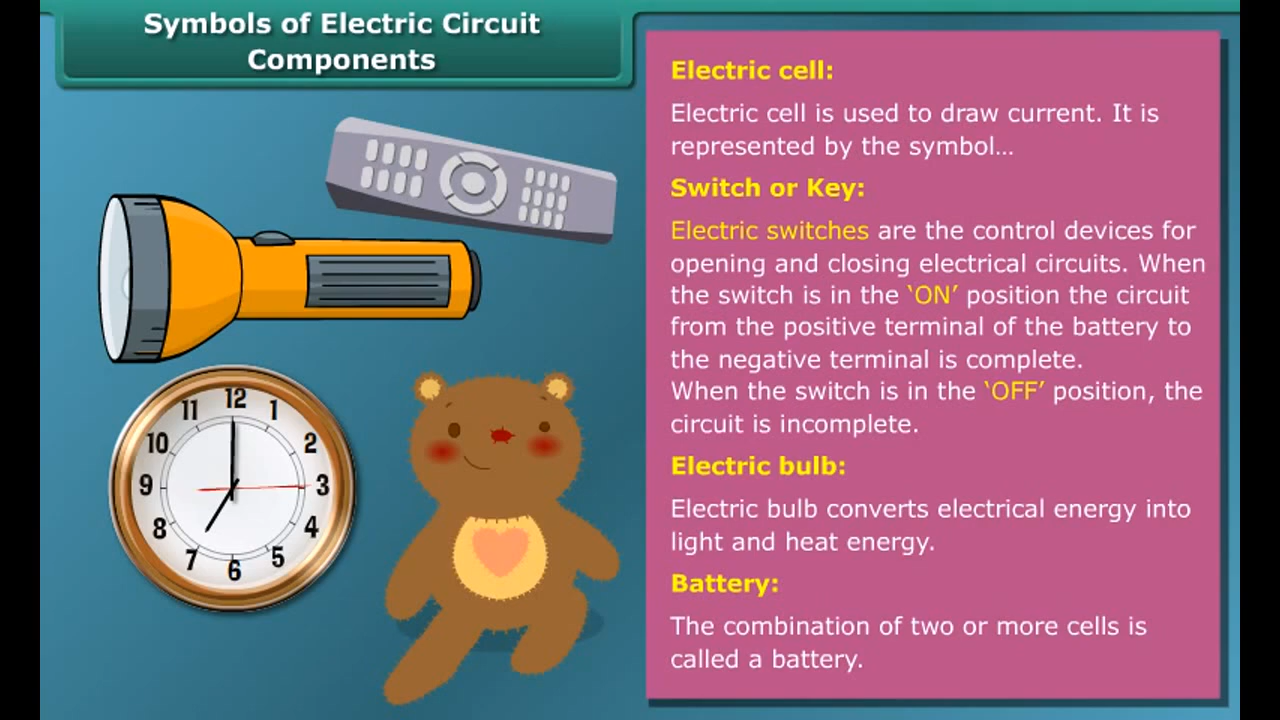 Symbols of Electric Circuit
Components
Electric cell:
Electric cell is used to draw current. It is
represented by the symbol…
Switch or Key:
Electric switches are the control devices for
opening and closing electrical circuits. When
the switch is in the ‘ON’ position the circuit
from the positive terminal of the battery to
the negative terminal is complete.
When the switch is in the ‘OFF’ position, the
circuit is incomplete.
Electric bulb:
Electric bulb converts electrical energy into
light and heat energy.
Battery:
The combination of two or more cells is
called a battery.
12
1
2
3
4
5
6
7
8
9
10
11